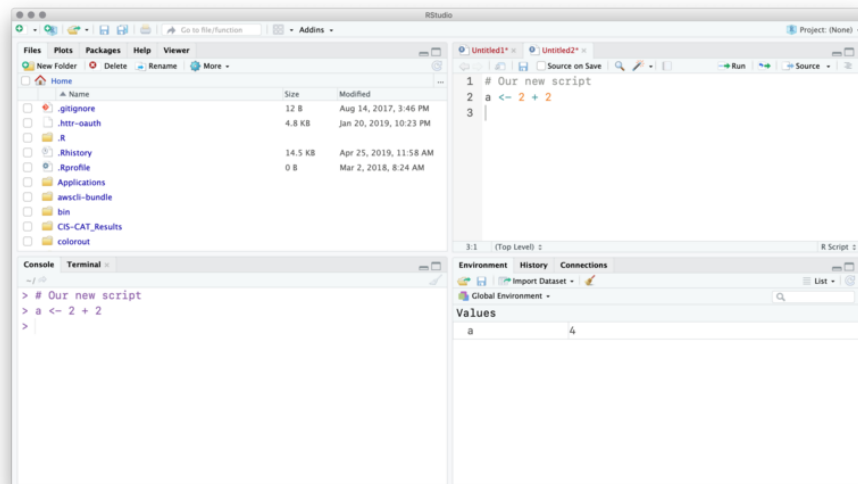 RStudio
Go to file/function Addins Project: (None)
Files Plots Packages Help Viewer
New Folder Delete Rename More
Home ...
Name Size Modified
.gitignore 12 B Aug 14, 2017, 3:46 PM
.httr-oauth 4.8 KB Jan 20, 2019, 10:23 PM
.R
.Rhistory 14.5 KB Apr 25, 2019, 11:58 AM
.Rprofile 0 B Mar 2, 2018, 8:24 AM
Applications
awscli-bundle
bin
CIS-CAT_Results
colorout
Untitled1* Untitled2*
Source on Save Run Source
1 # Our new script
2 a <- 2 + 2
3
3:1 (Top Level) R Script
Console Terminal
~/
> # Our new script
> a <- 2 + 2
>
Environment History Connections
Import Dataset List
Global Environment
Values
a 4